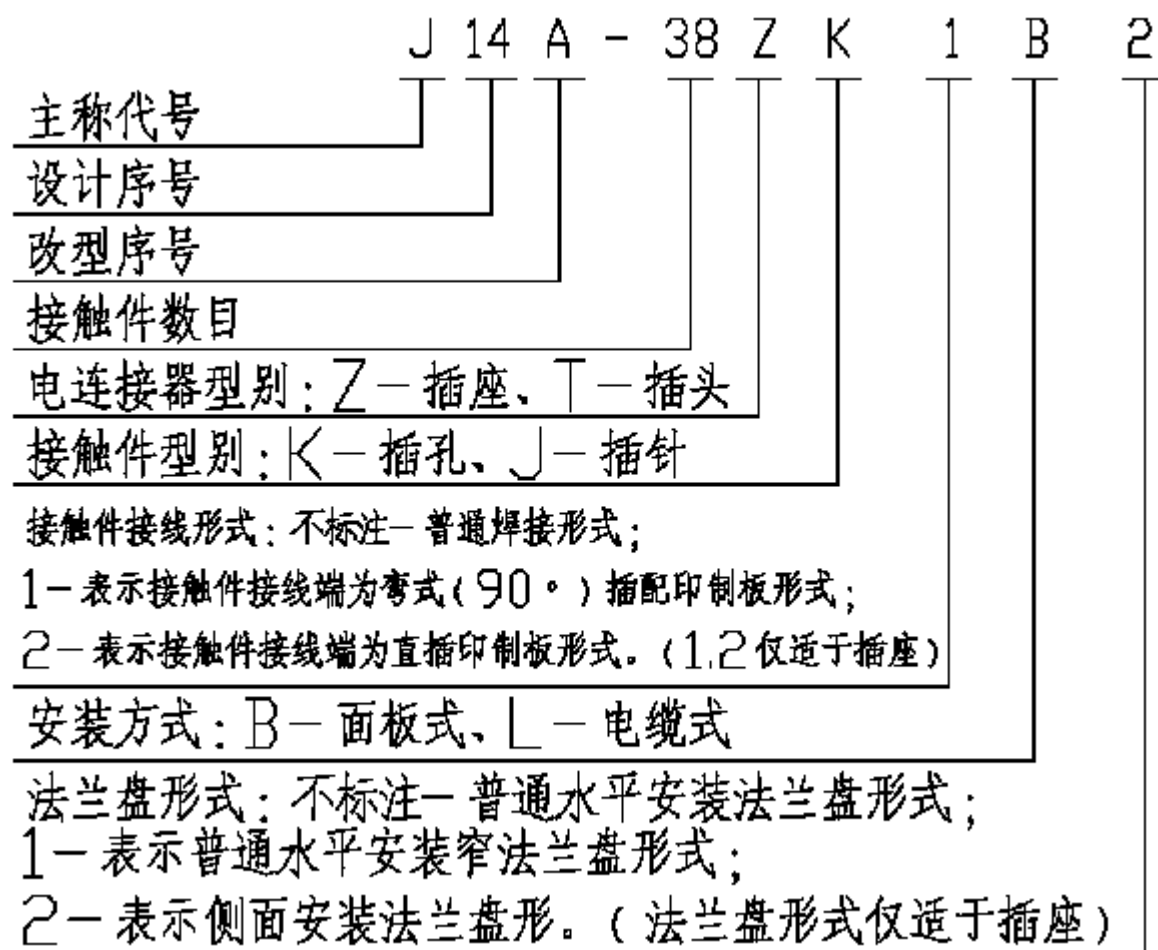 J 14 A - 38 Z K 1 B 2
主称代号
设计序号
改型序号
接触件数目
电连接器型别:Z－插座、T－插头
接触件型别:K－插孔、J－插针
接触件接线形式:不标注－普通焊接形式;
1－表示接触件接线端为弯式(90°)插配印制板形式;
2－表示接触件接线端为直插印制板形式。(1.2仅适于插座)
安装方式:B－面板式、L－电缆式
法兰盘形式:不标注－普通水平安装法兰盘形式;
1－表示普通水平安装窄法兰盘形式;
2－表示侧面安装法兰盘形。(法兰盘形式仅适于插座)